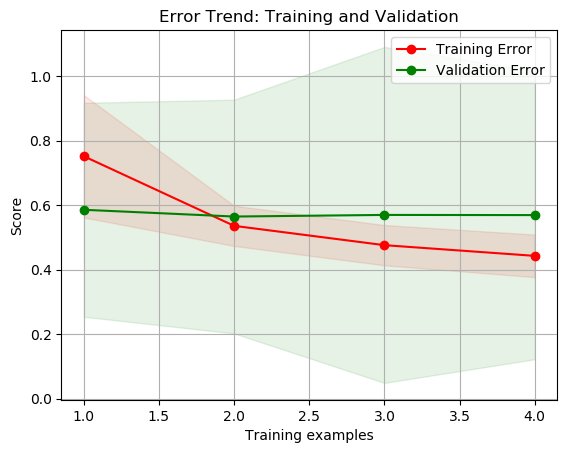 Error Trend: Training and Validation
Training Error
Validation Error
Score
1.0
0.8
0.6
0.4
0.2
0.0
1.0 1.5 2.0 2.5 3.0 3.5 4.0
Training examples